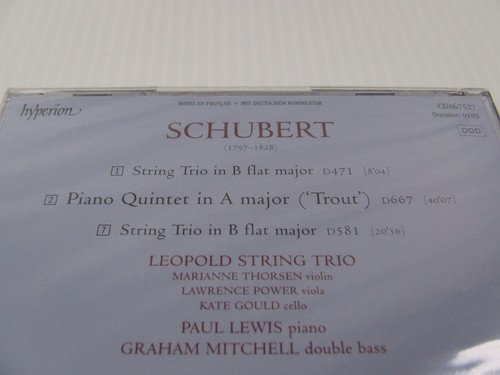 hyperion
NOTES EN FRANÇAIS • MIT DEUTSCHEM KOMMENTAR
CDA67527
SCHUBERT
DDD
(1797–1828)
1 String Trio in B flat major D471 [8'04]
2 Piano Quintet in A major (‘Trout’) D667 [40'07]
7 String Trio in B flat major D581 [20'36]
LEOPOLD STRING TRIO
MARIANNE THORSEN violin
LAWRENCE POWER viola
KATE GOULD cello
PAUL LEWIS piano
GRAHAM MITCHELL double bass